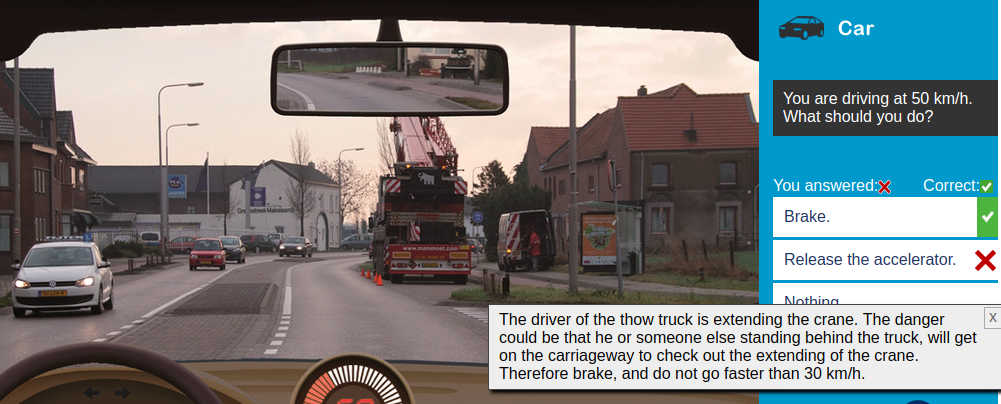 Car
You are driving at 50 km/h.
What should you do?
You answered:
Correct:
Brake.
Release the accelerator.
Nothing
The driver of the thow truck is extending the crane. The danger
could be that he or someone else standing behind the truck, will get
on the carriageway to check out the extending of the crane.
Therefore brake, and do not go faster than 30 km/h.
X
www.mammoet.com